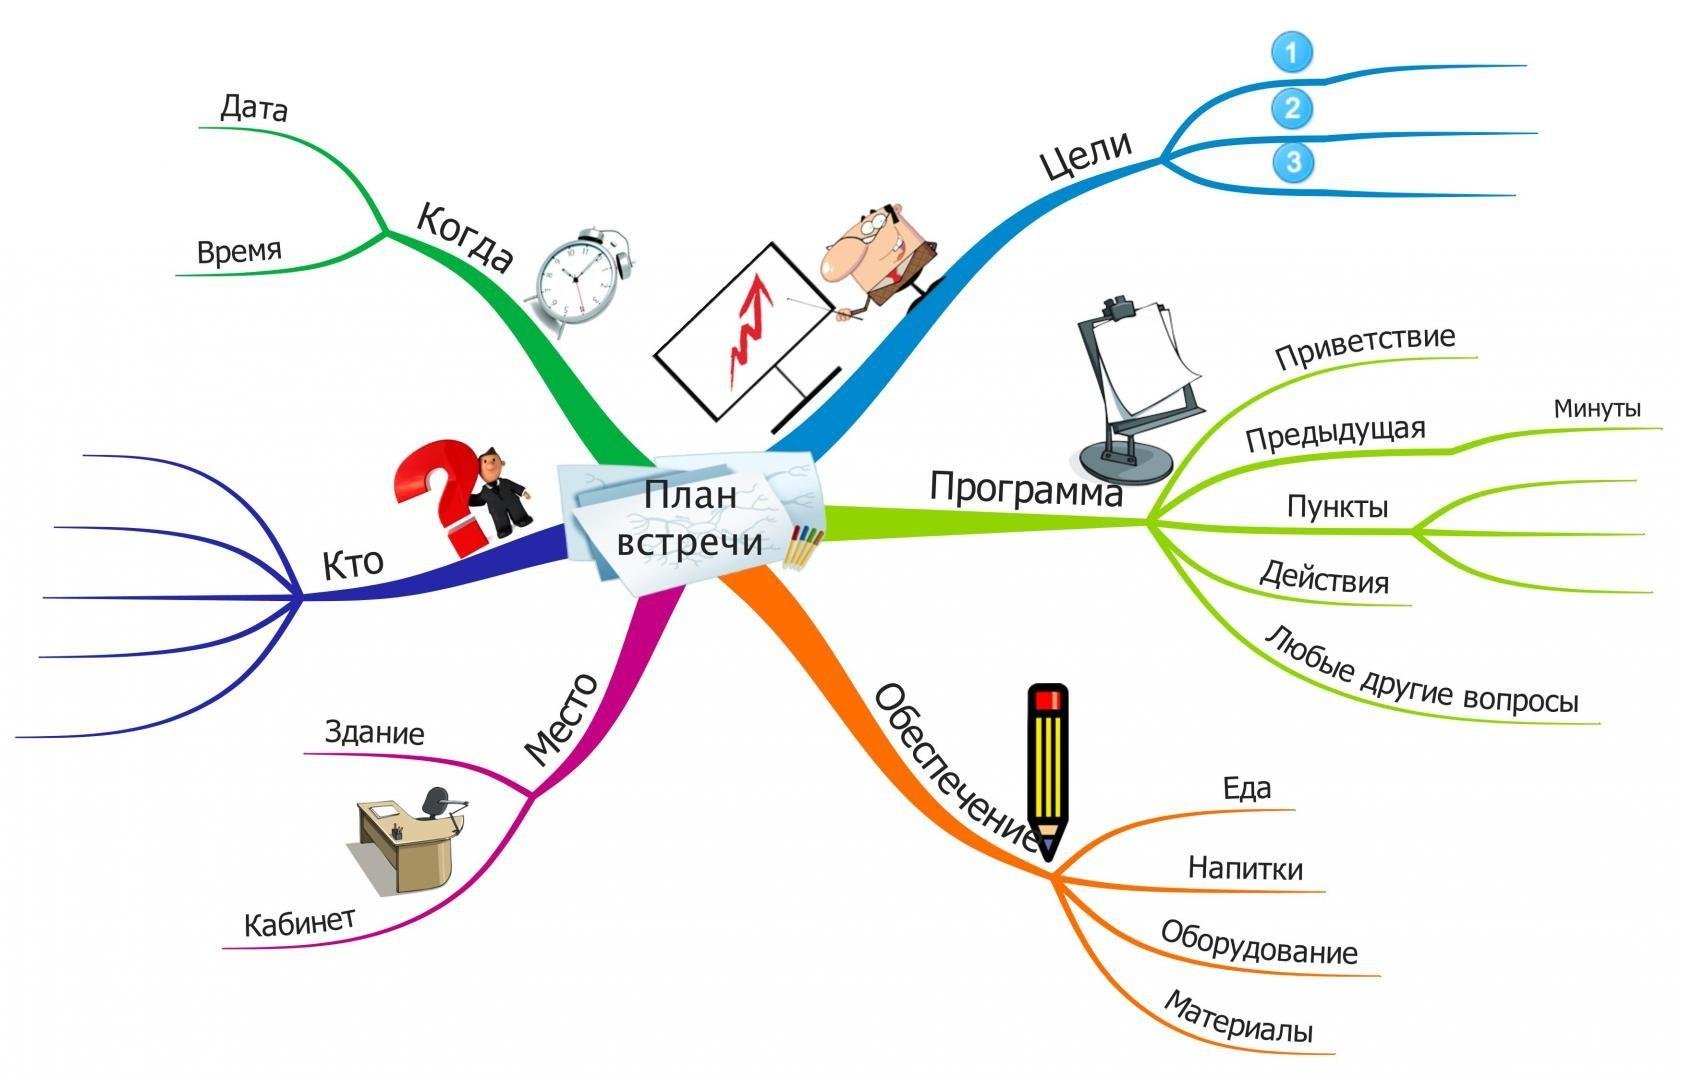 План
встречи
Цели
1
2
3
Программа
Приветствие
Предыдущая
Минуты
Пункты
Действия
Любые другие вопросы
Обеспечение
Еда
Напитки
Оборудование
Материалы
Место
Здание
Кабинет
Кто
Когда
Дата
Время